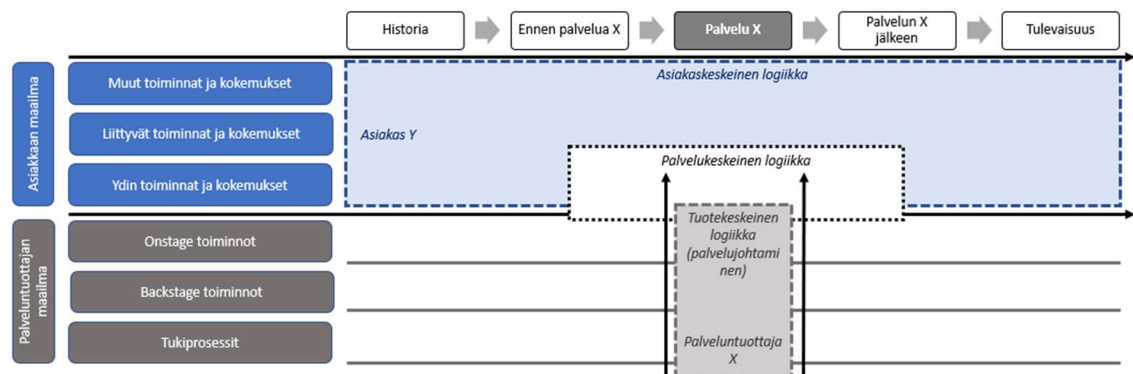 Historia
Ennen palvelua X
Palvelu X
Palvelun X
jälkeen
Tulevaisuus
Asiakkaan maailma
Muut toiminnat ja kokemukset
Liittyvät toiminnat ja kokemukset
Ydin toiminnat ja kokemukset
Asiakaskeskeinen logiikka
Asiakas Y
Palvelukeskeinen logiikka
Palveluntuottajan
maailma
Onstage toiminnot
Backstage toiminnot
Tukiprosessit
Tuotekeskeinen
logiikka
(palvelujohtami
nen)
Palveluntuottaja
X